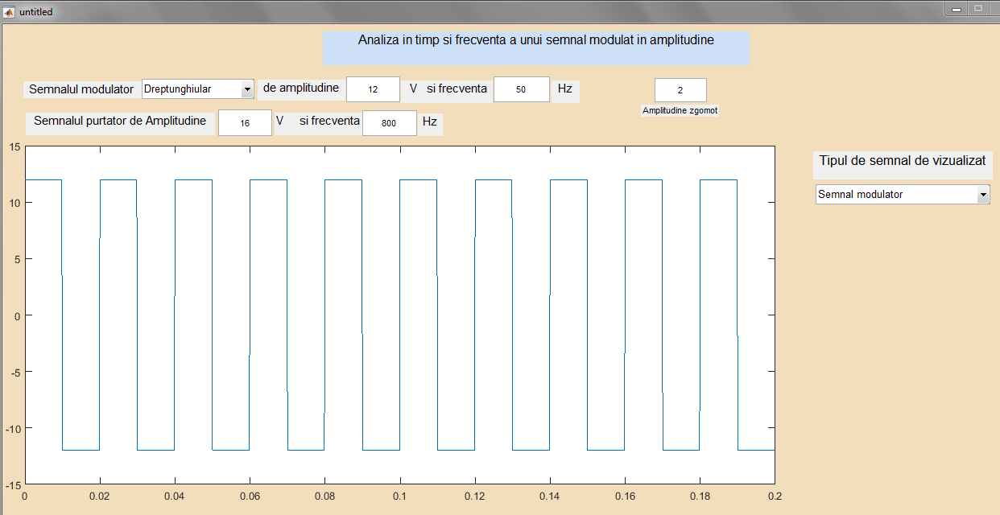 untitled
Analiza in timp si frecventa a unui semnal modulat in amplitudine
Semnalul modulator Dreptunghiular de amplitudine 12 V si frecventa 50 Hz
2
Amplitudine zgomot
Semnalul purtator de Amplitudine 16 V si frecventa 800 Hz
Tipul de semnal de vizualizat
Semnal modulator
15
10
5
0
-5
-10
-15
0 0.02 0.04 0.06 0.08 0.1 0.12 0.14 0.16 0.18 0.2